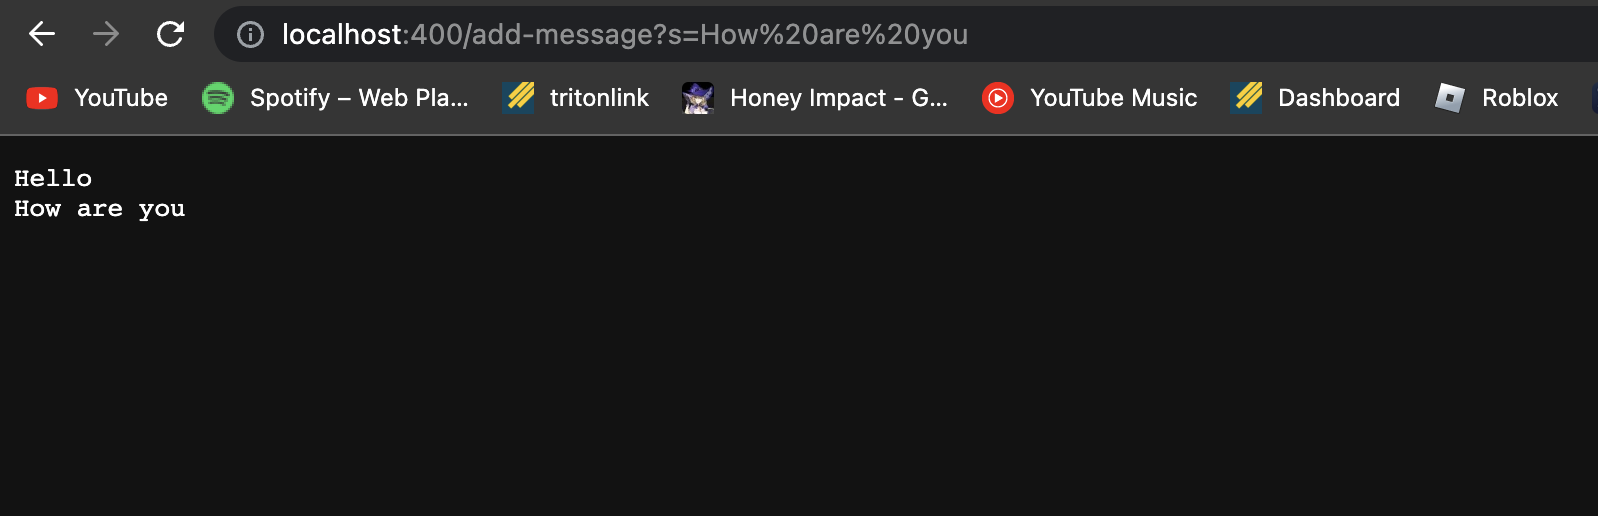 localhost:400/add-message?s=How%20are%20you
YouTube Spotify – Web Pla... tritonlink Honey Impact - G... YouTube Music Dashboard Roblox
Hello
How are you